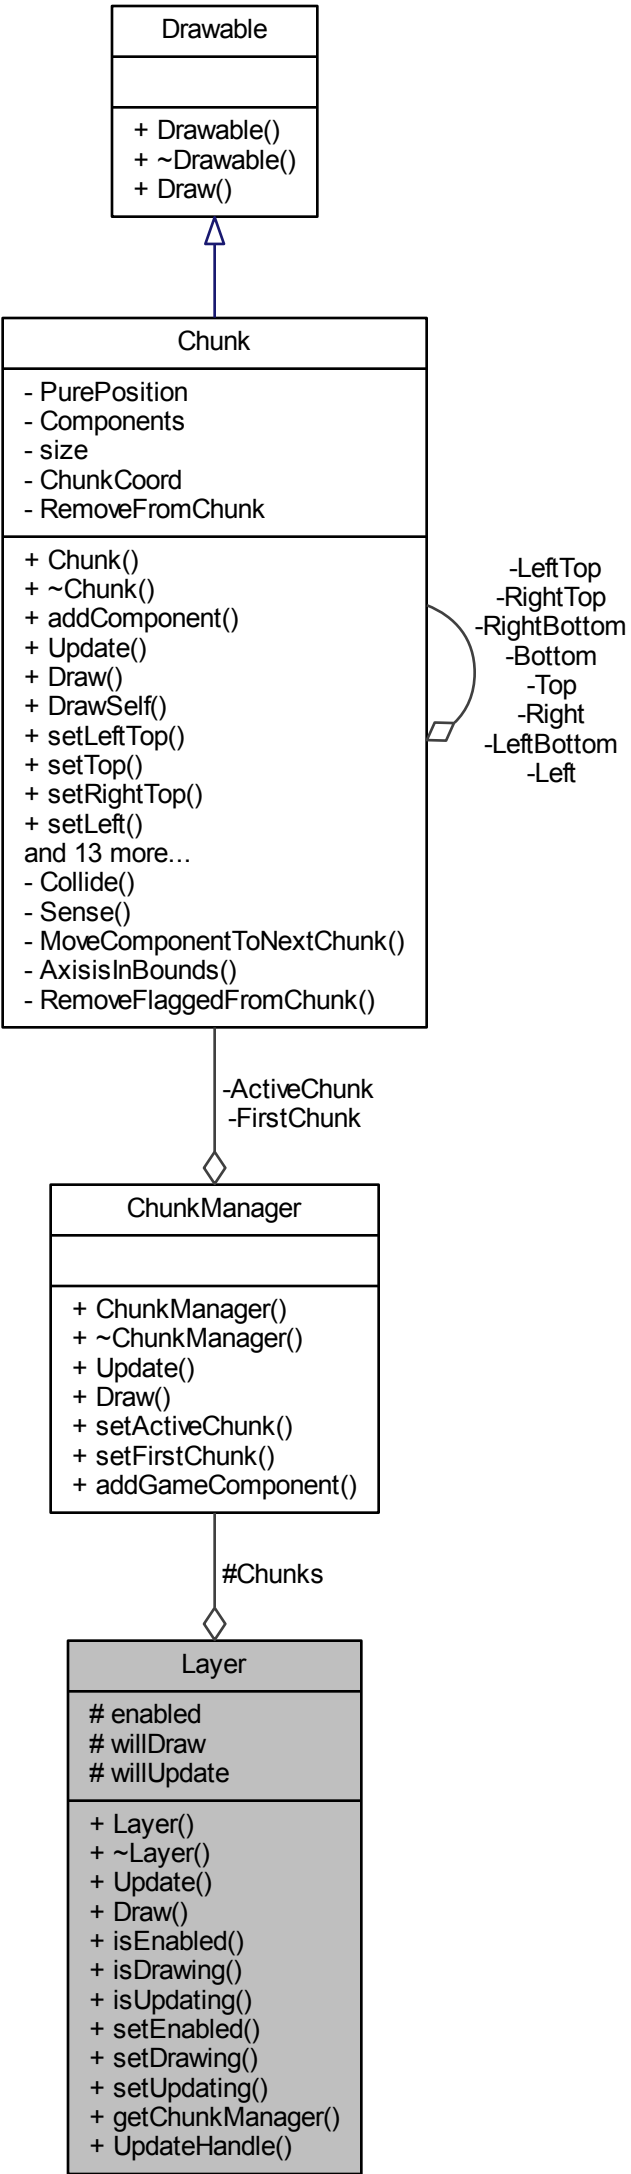 Drawable
+ Drawable()
+ ~Drawable()
+ Draw()
Chunk
- PurePosition
- Components
- size
- ChunkCoord
- RemoveFromChunk
+ Chunk()
+ ~Chunk()
+ addComponent()
+ Update()
+ Draw()
+ DrawSelf()
+ setLeftTop()
+ setTop()
+ setRightTop()
+ setLeft()
and 13 more...
- Collide()
- Sense()
- MoveComponentToNextChunk()
- AxisisInBounds()
- RemoveFlaggedFromChunk()
-LeftTop
-RightTop
-RightBottom
-Bottom
-Top
-Right
-LeftBottom
-Left
-ActiveChunk
-FirstChunk
ChunkManager
+ ChunkManager()
+ ~ChunkManager()
+ Update()
+ Draw()
+ setActiveChunk()
+ setFirstChunk()
+ addGameComponent()
#Chunks
Layer
# enabled
# willDraw
# willUpdate
+ Layer()
+ ~Layer()
+ Update()
+ Draw()
+ isEnabled()
+ isDrawing()
+ isUpdating()
+ setEnabled()
+ setDrawing()
+ setUpdating()
+ getChunkManager()
+ UpdateHandle()